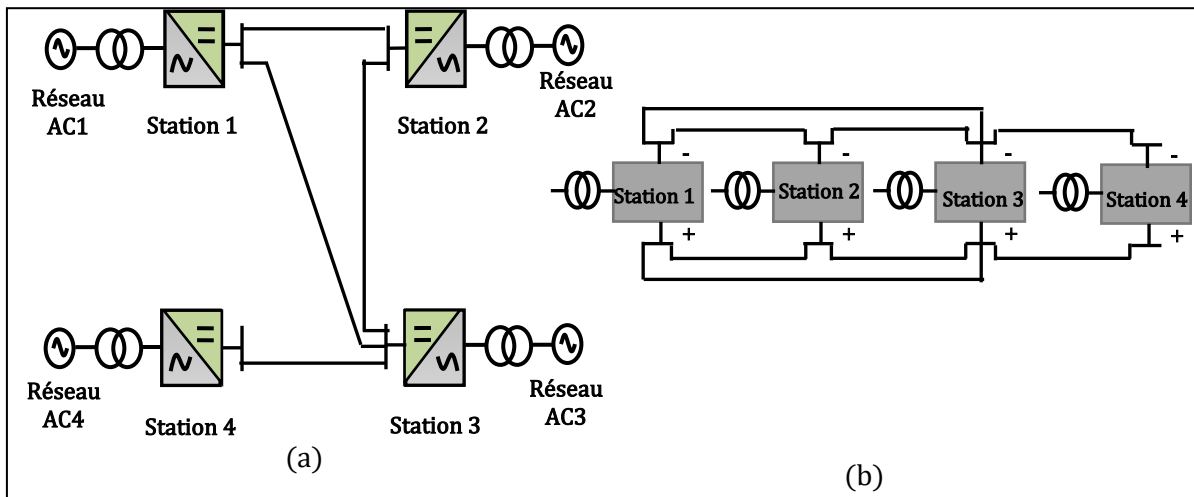 Réseau
AC1
Station 1
Station 2
Réseau
AC2
Réseau
AC4
Station 4
Station 3
Réseau
AC3
(a)
- - - -
Station 1
Station 2
Station 3
Station 4
+ + + +
(b)